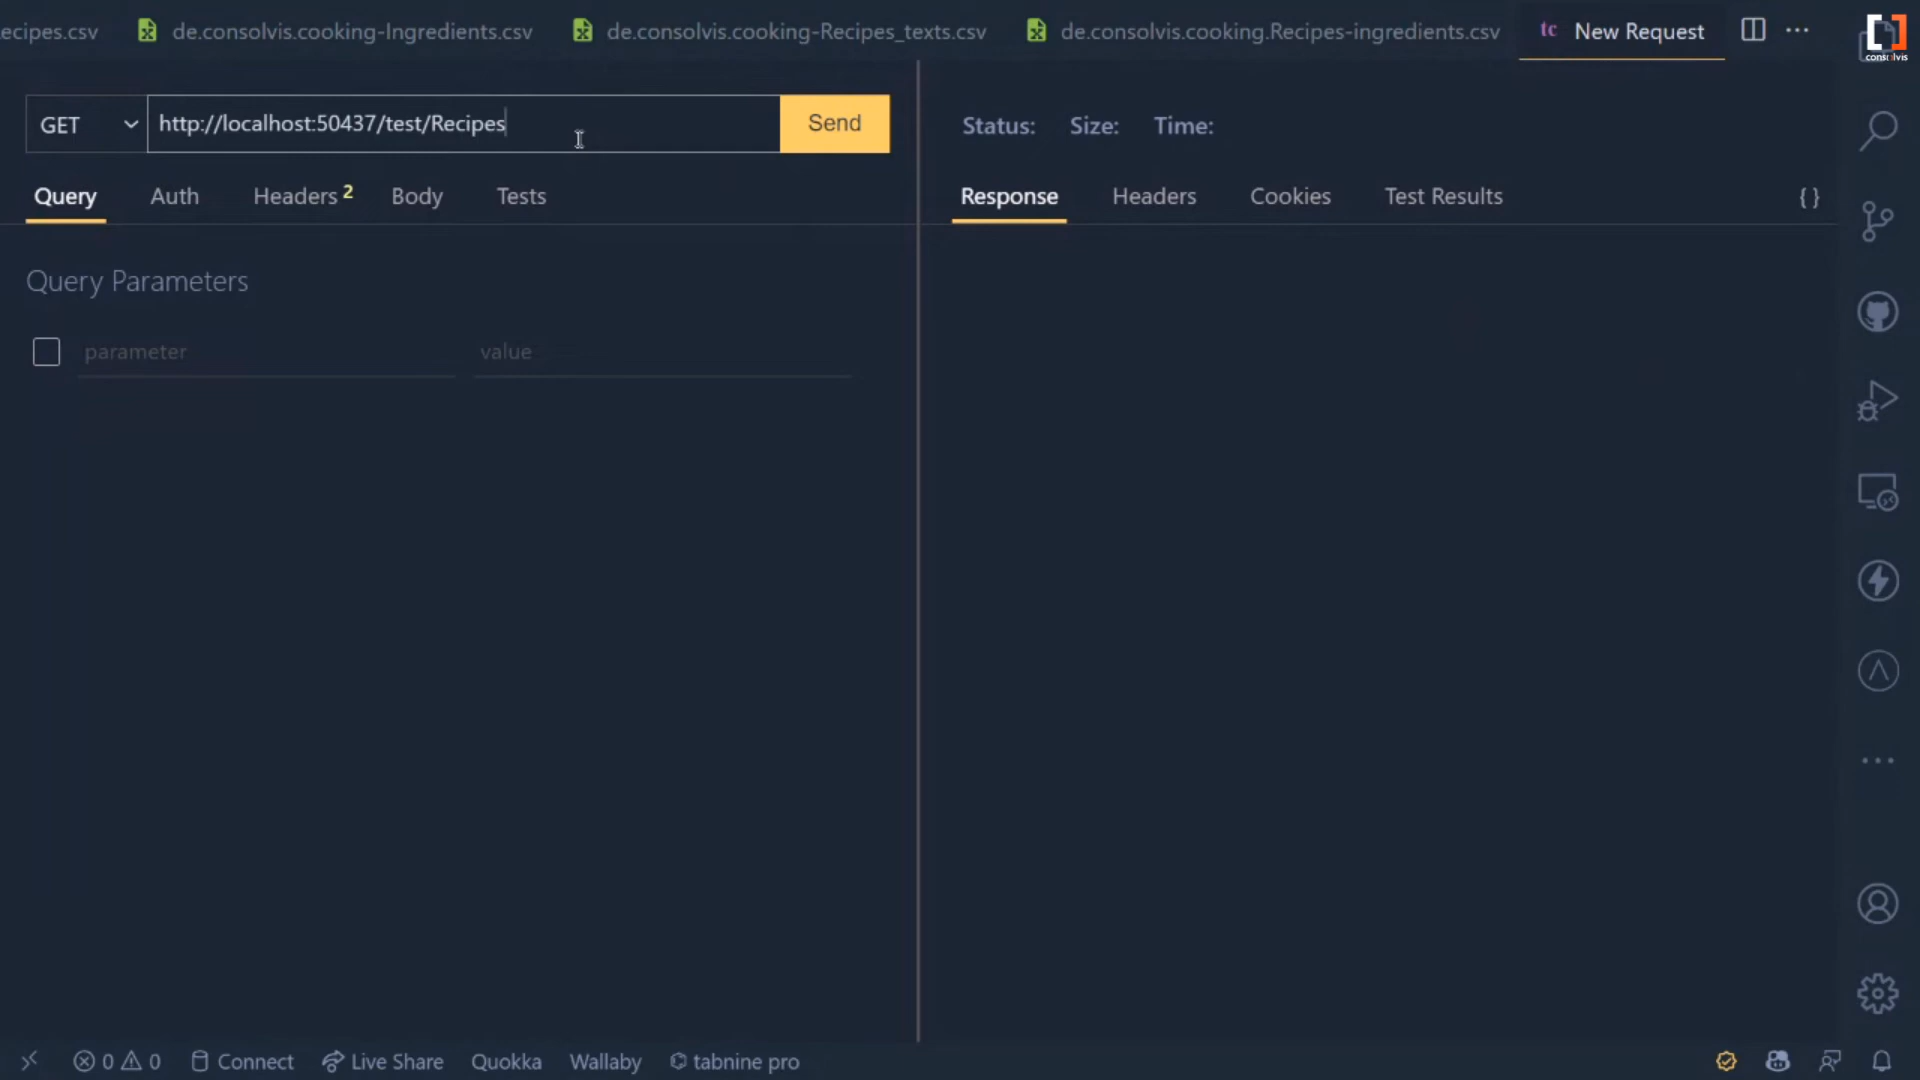 ecipes.csv de.consolvis.cooking-Ingredients.csv de.consolvis.cooking-Recipes_texts.csv de.consolvis.cooking.Recipes-ingredients.csv tc New Request
consolvis
GET http://localhost:50437/test/Recipes Send
Status: Size: Time:
Query Auth Headers 2 Body Tests
Response Headers Cookies Test Results { }
Query Parameters
parameter value
0 0 Connect Live Share Quokka Wallaby tabnine pro